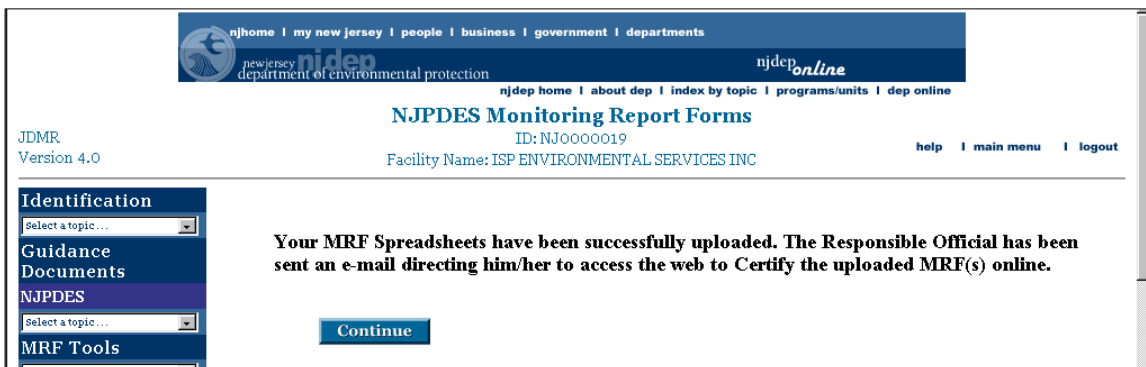 njhome I my new jersey I people I business I government I departments
newjersey njdep
department of environmental protection
njdeponline
njdep home I about dep I index by topic I programs/units I dep online
NJPDES Monitoring Report Forms
JDMR
Version 4.0
ID: NJ0000019
Facility Name: ISP ENVIRONMENTAL SERVICES INC
help I main menu I logout
Identification
Select a topic...
Guidance
Documents
NJPDES
Select a topic...
MRF Tools
Your MRF Spreadsheets have been successfully uploaded. The Responsible Official has been
sent an e-mail directing him/her to access the web to Certify the uploaded MRF(s) online.
Continue